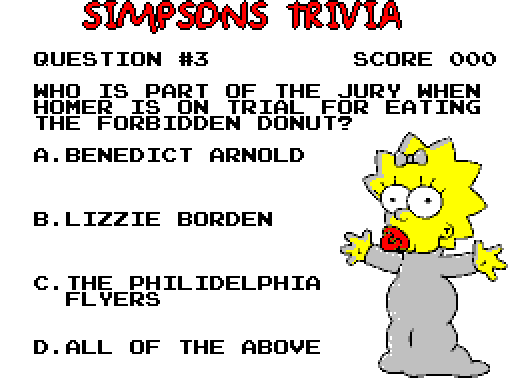 SIMPSONS TRIVIA
QUESTION #3 SCORE 000
WHO IS PART OF THE JURY WHEN
HOMER IS ON TRIAL FOR EATING
THE FORBIDDEN DONUT?
A.BENEDICT ARNOLD
B.LIZZIE BORDEN
C.THE PHILIDELPHIA
FLYERS
D.ALL OF THE ABOVE